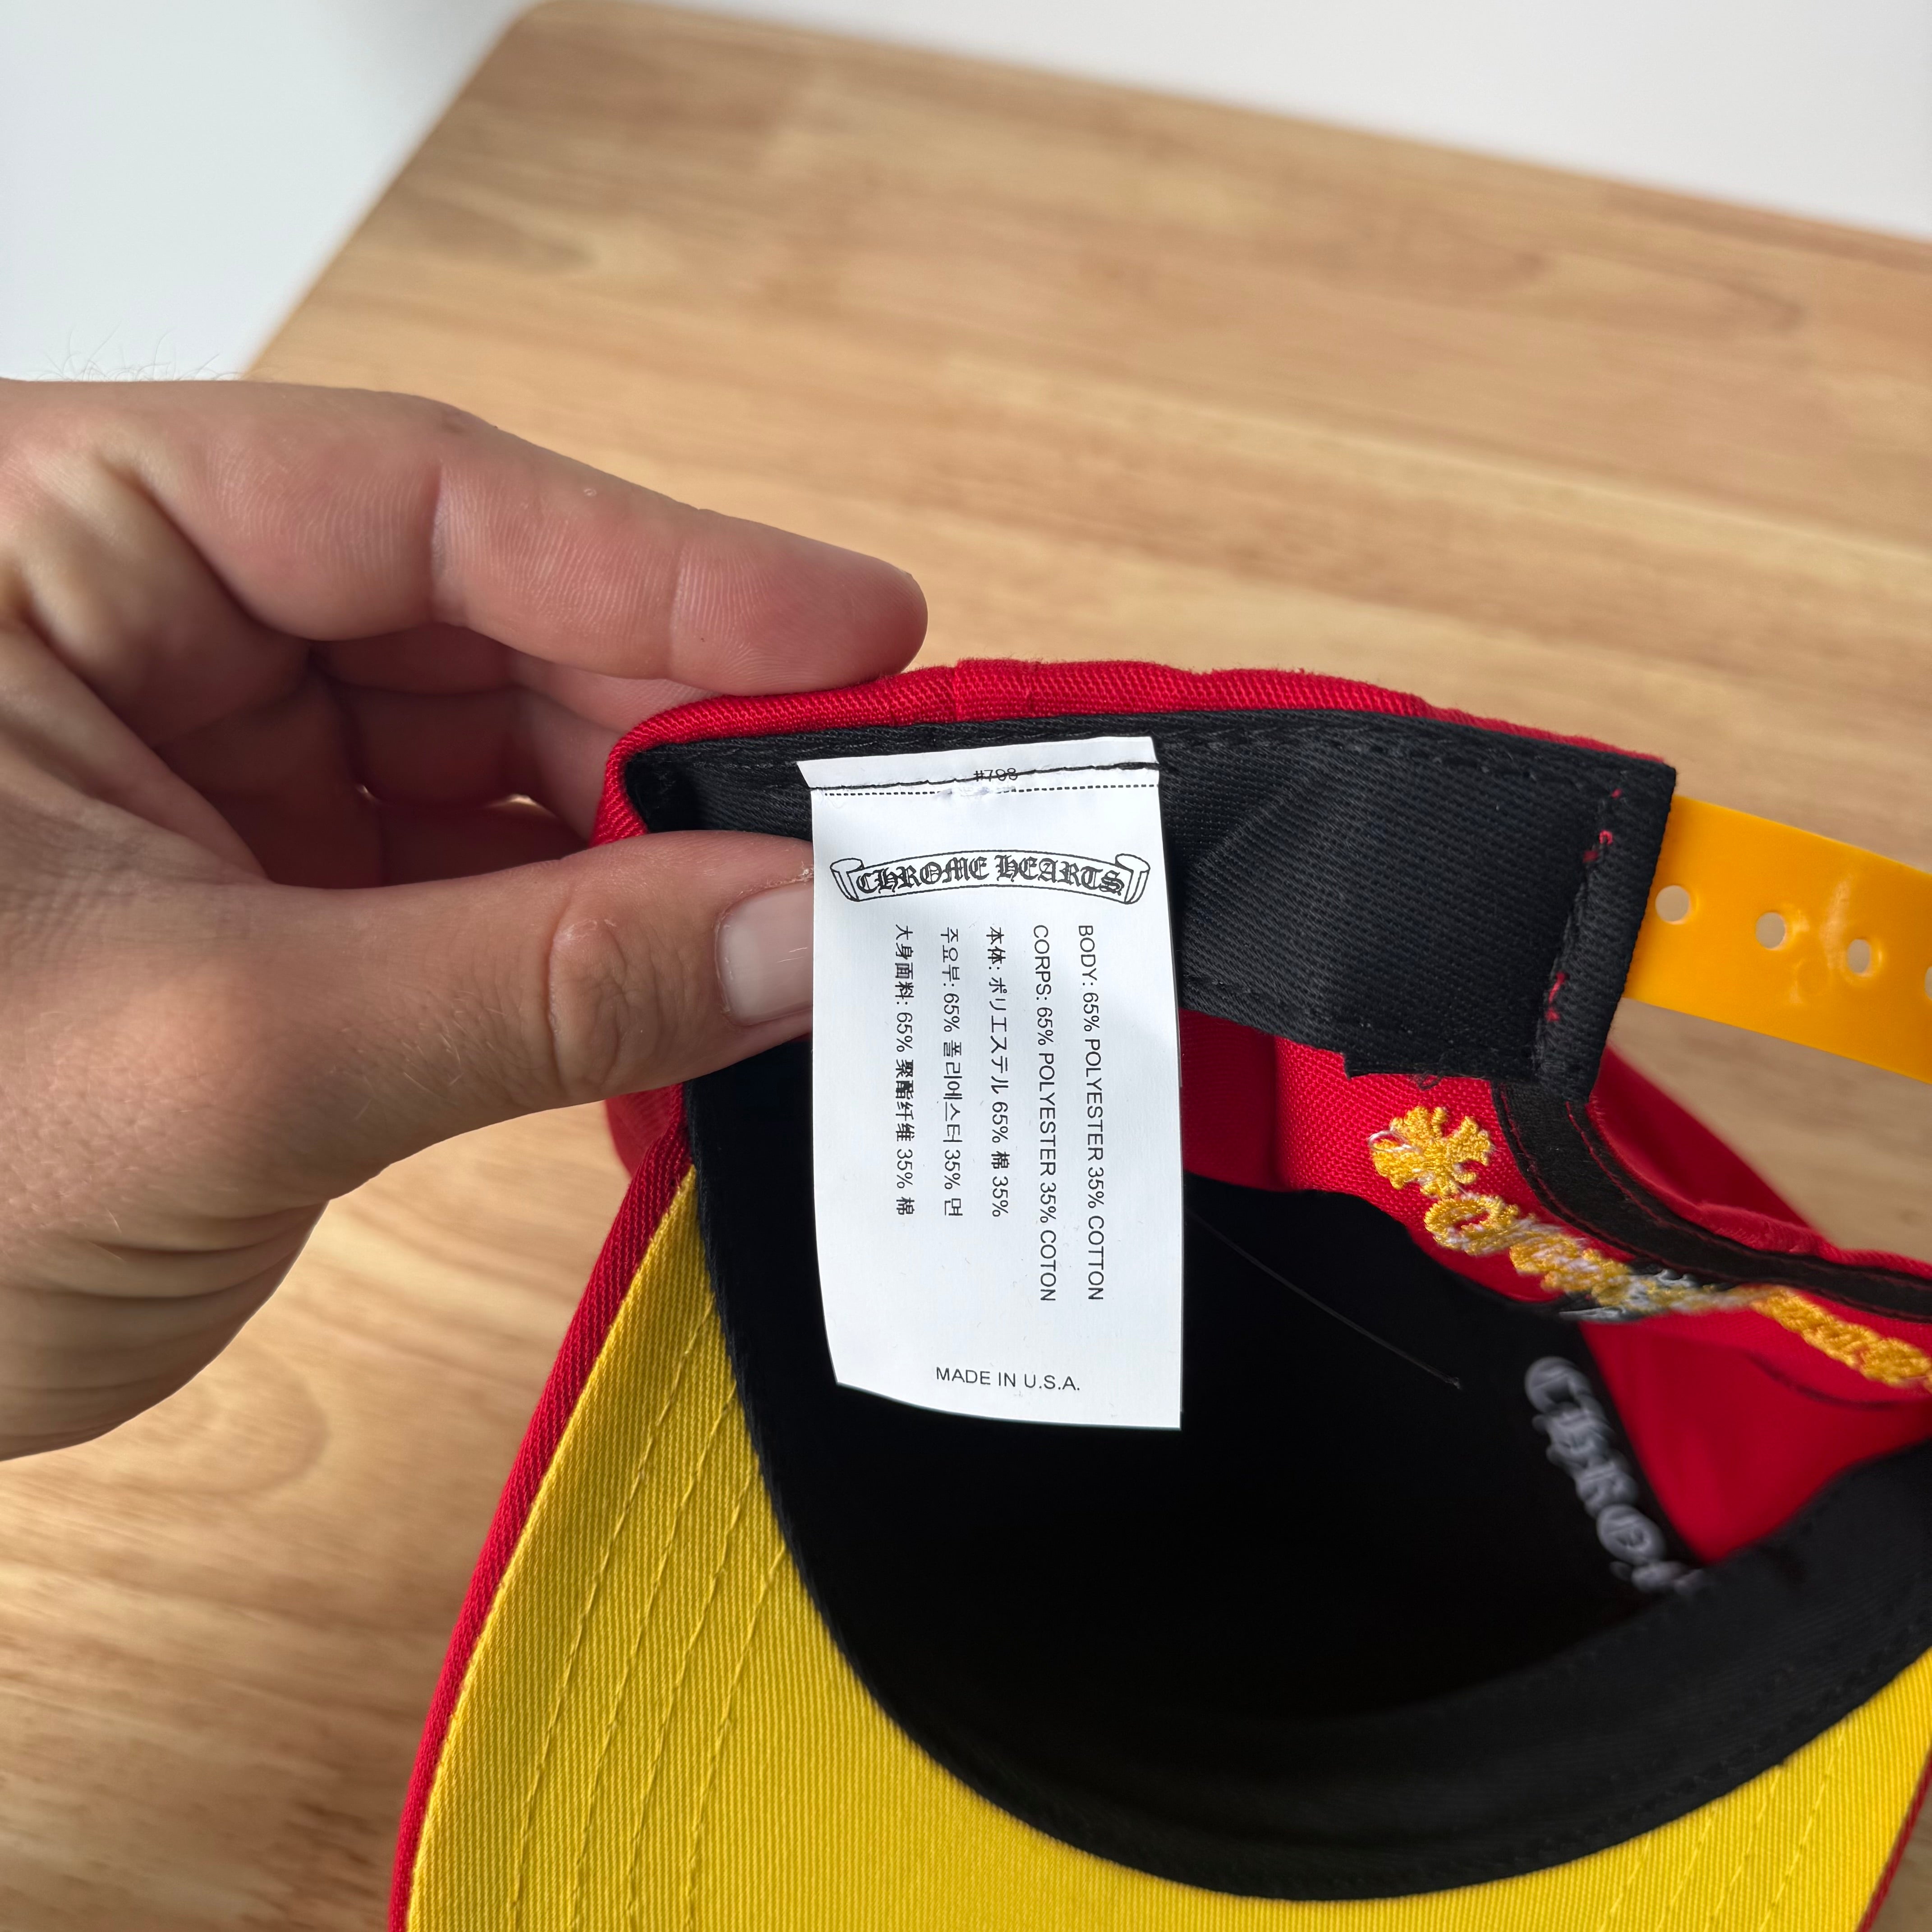 #798
CHROME HEARTS
BODY: 65% POLYESTER 35% COTTON
CORPS: 65% POLYESTER 35% COTON
本体: ポリエステル 65% 棉 35%
주요부: 65% 폴리에스터 35% 면
大身面料: 65% 聚酯纤维 35% 棉
MADE IN U.S.A.